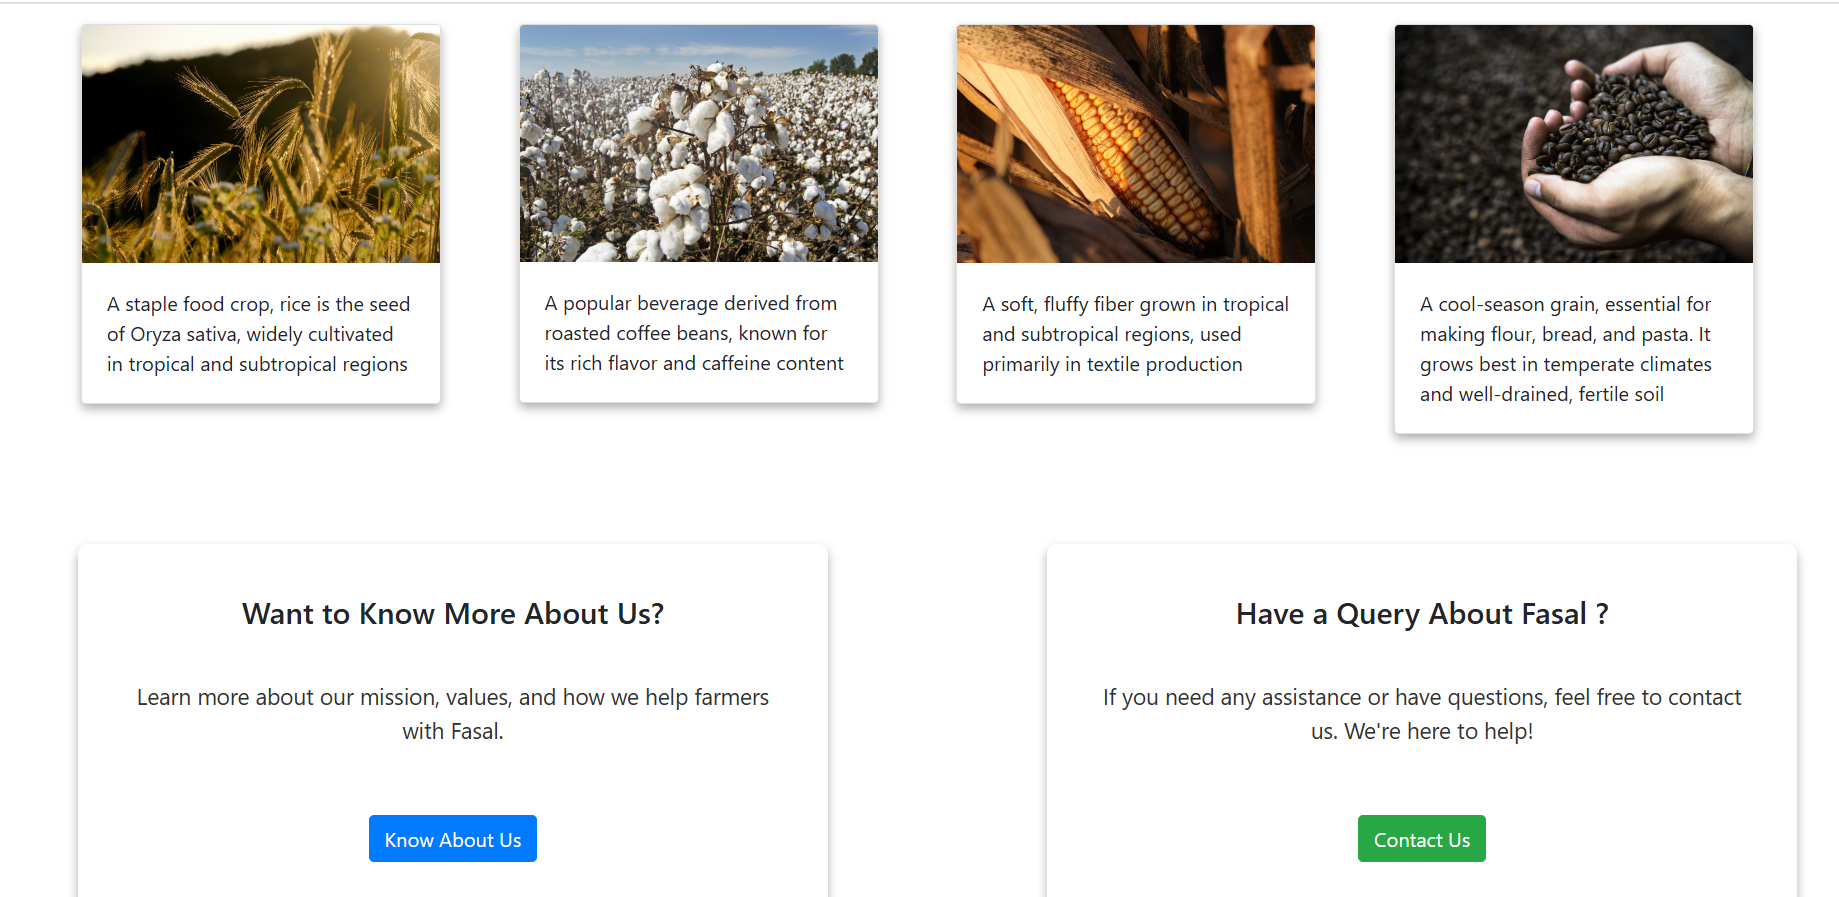 A staple food crop, rice is the seed
of Oryza sativa, widely cultivated
in tropical and subtropical regions
A popular beverage derived from
roasted coffee beans, known for
its rich flavor and caffeine content
A soft, fluffy fiber grown in tropical
and subtropical regions, used
primarily in textile production
A cool-season grain, essential for
making flour, bread, and pasta. It
grows best in temperate climates
and well-drained, fertile soil
Want to Know More About Us?
Learn more about our mission, values, and how we help farmers
with Fasal.
Know About Us
Have a Query About Fasal ?
If you need any assistance or have questions, feel free to contact
us. We're here to help!
Contact Us